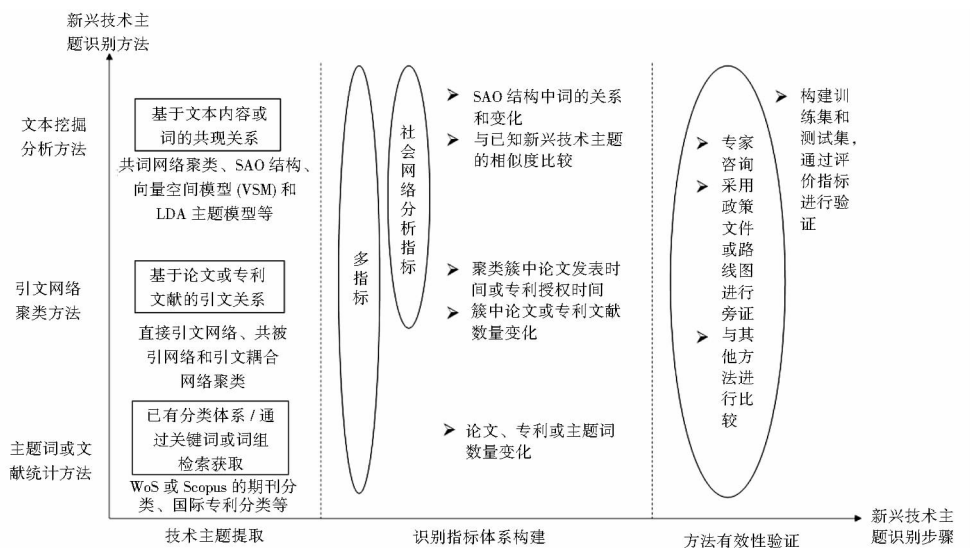 新兴技术主
题识别方法
文本挖掘
分析方法
基于文本内容或
词的共现关系
共词网络聚类、SAO 结构、
向量空间模型 (VSM) 和
LDA 主题模型等
引文网络
聚类方法
基于论文或专利
文献的引文关系
直接引文网络、共被
引网络和引文耦合
网络聚类
主题词或文
献统计方法
已有分类体系 / 通
过关键词或词组
检索获取
WoS 或 Scopus 的期刊分
类、国际专利分类等
多指标
社会网络分析指标
➢ SAO 结构中词的关系
和变化
➢ 与已知新兴技术主题
的相似度比较
➢ 聚类簇中论文发表时
间或专利授权时间
➢ 簇中论文或专利文献
数量变化
➢ 论文、专利或主题词
数量变化
➢ 专家
咨询
➢ 采用
政策
文件
或路
线图
进行
旁证
➢ 与其
他方
法进
行比
较
➢ 构建训
练集和
测试集，
通过评
价指标
进行验
证
技术主题提取
识别指标体系构建
方法有效性验证
新兴技术主
题识别步骤